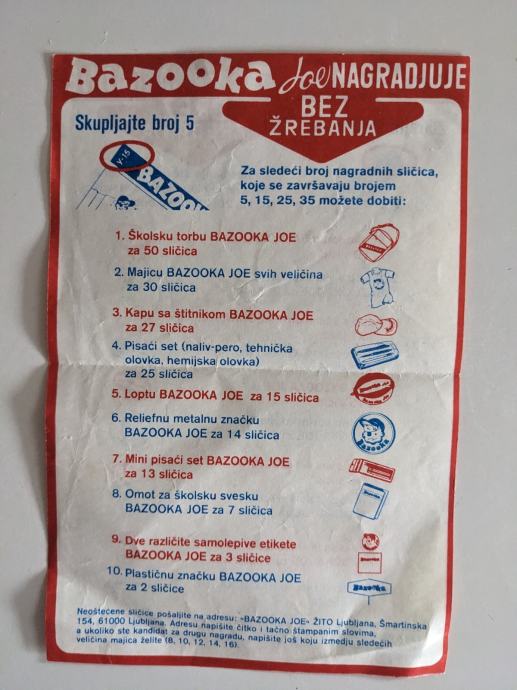 Bazooka Joe NAGRADJUJE
BEZ
ŽREBANJA
Skupljajte broj 5
Y-15
BAZOOK
Za sledeći broj nagradnih sličica,
koje se završavaju brojem
5, 15, 25, 35 možete dobiti:
1. Školsku torbu BAZOOKA JOE
za 50 sličica
2. Majicu BAZOOKA JOE svih veličina
za 30 sličica
3. Kapu sa štitnikom BAZOOKA JOE
za 27 sličica
4. Pisaći set (naliv-pero, tehnička
olovka, hemijska olovka)
za 25 sličica
5. Loptu BAZOOKA JOE za 15 sličica
6. Reliefnu metalnu značku
BAZOOKA JOE za 14 sličica
Bazooka
7. Mini pisaći set BAZOOKA JOE
za 13 sličica
8. Omot za školsku svesku
BAZOOKA JOE za 7 sličica
9. Dve različite samolepive etikete
BAZOOKA JOE za 3 sličice
10. Plastičnu značku BAZOOKA JOE
za 2 sličice
Bazooka
Neoštećene sličice pošaljite na adresu: »BAZOOKA JOE« ŽITO Ljubljana, Šmartinska
154, 61000 Ljubljana. Adresu napišite čitko i tačno štampanim slovima,
a ukoliko ste kandidat za drugu nagradu, napišite još koju izmedju sledećih
veličina majica želite (8, 10, 12, 14, 16).